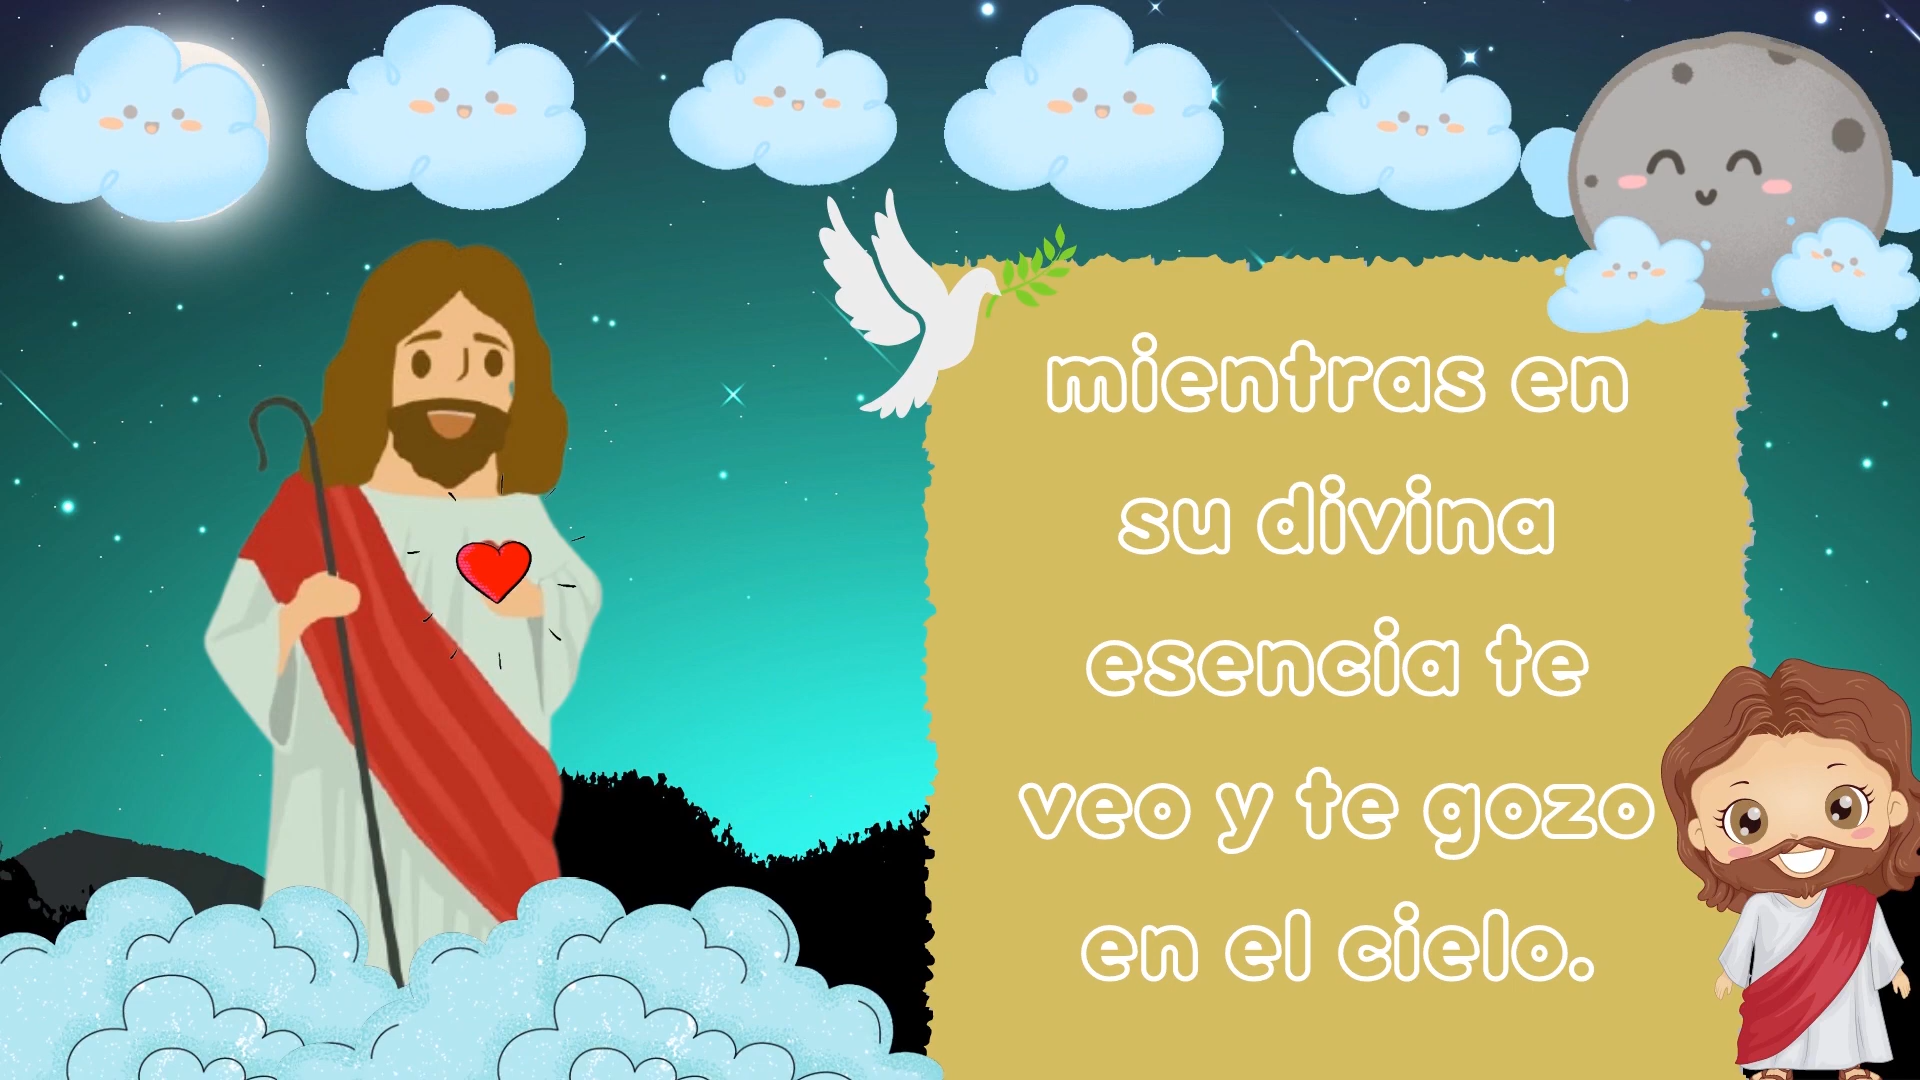 mientras en
su divina
esencia te
veo y te gozo
en el cielo.